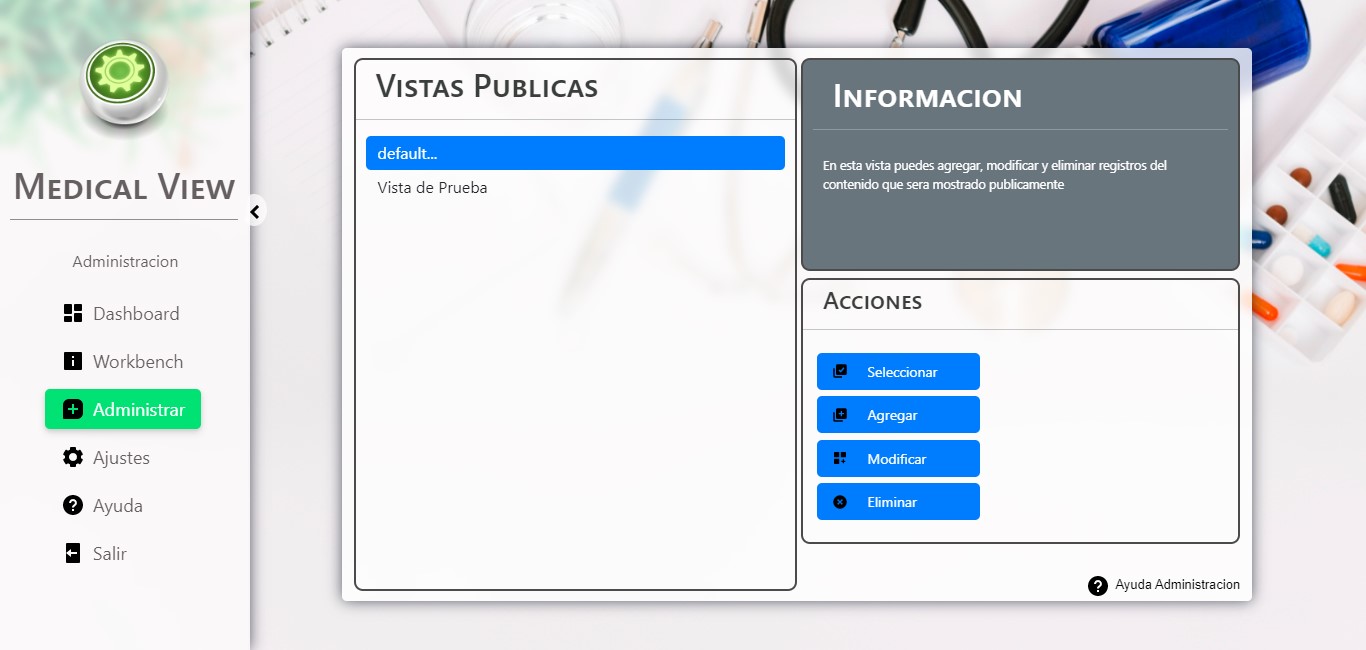 Medical View
Administracion
Dashboard
Workbench
Administrar
Ajustes
Ayuda
Salir
Vistas Publicas
default...
Vista de Prueba
Informacion
En esta vista puedes agregar, modificar y eliminar registros del
contenido que sera mostrado publicamente
Acciones
Seleccionar
Agregar
Modificar
Eliminar
Ayuda Administracion